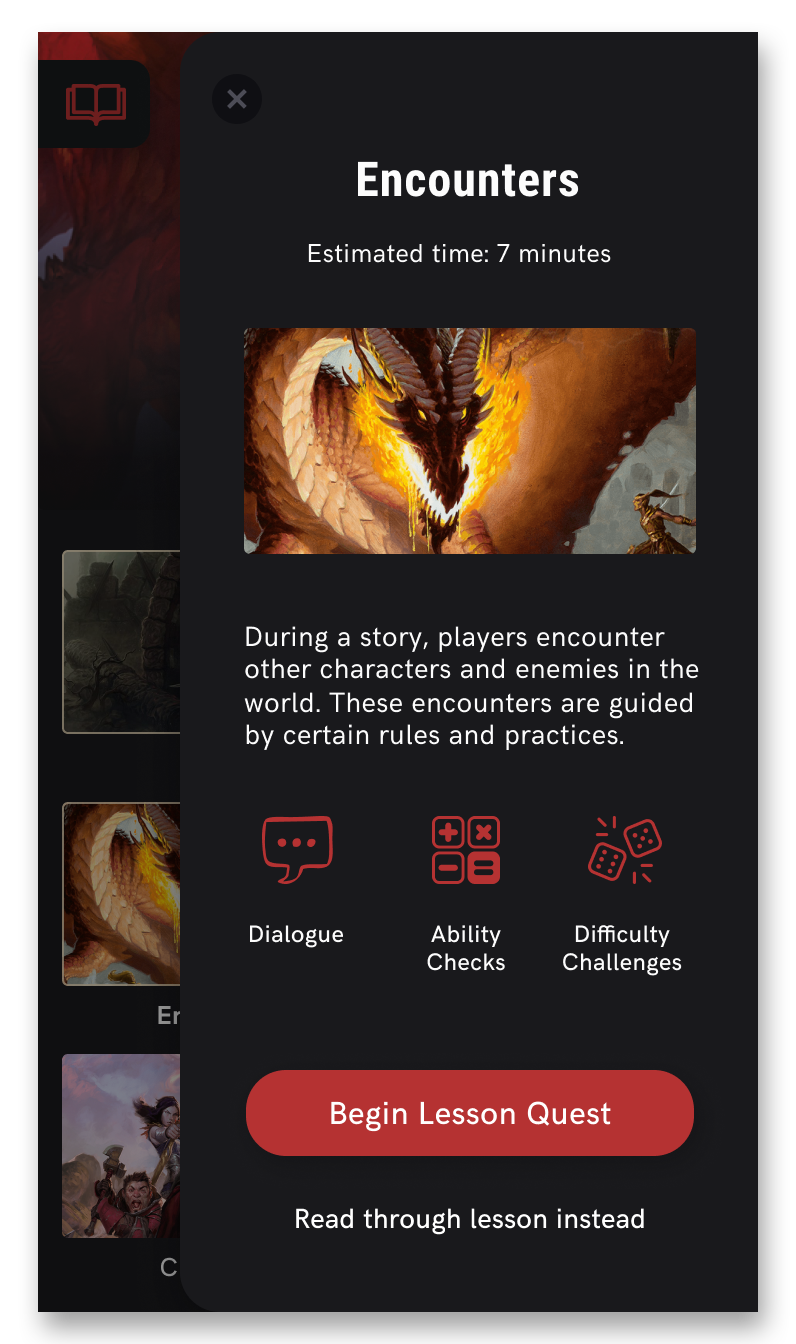 Encounters
Estimated time: 7 minutes
During a story, players encounter
other characters and enemies in the
world. These encounters are guided
by certain rules and practices.
Dialogue
Ability
Checks
Difficulty
Challenges
Begin Lesson Quest
Read through lesson instead